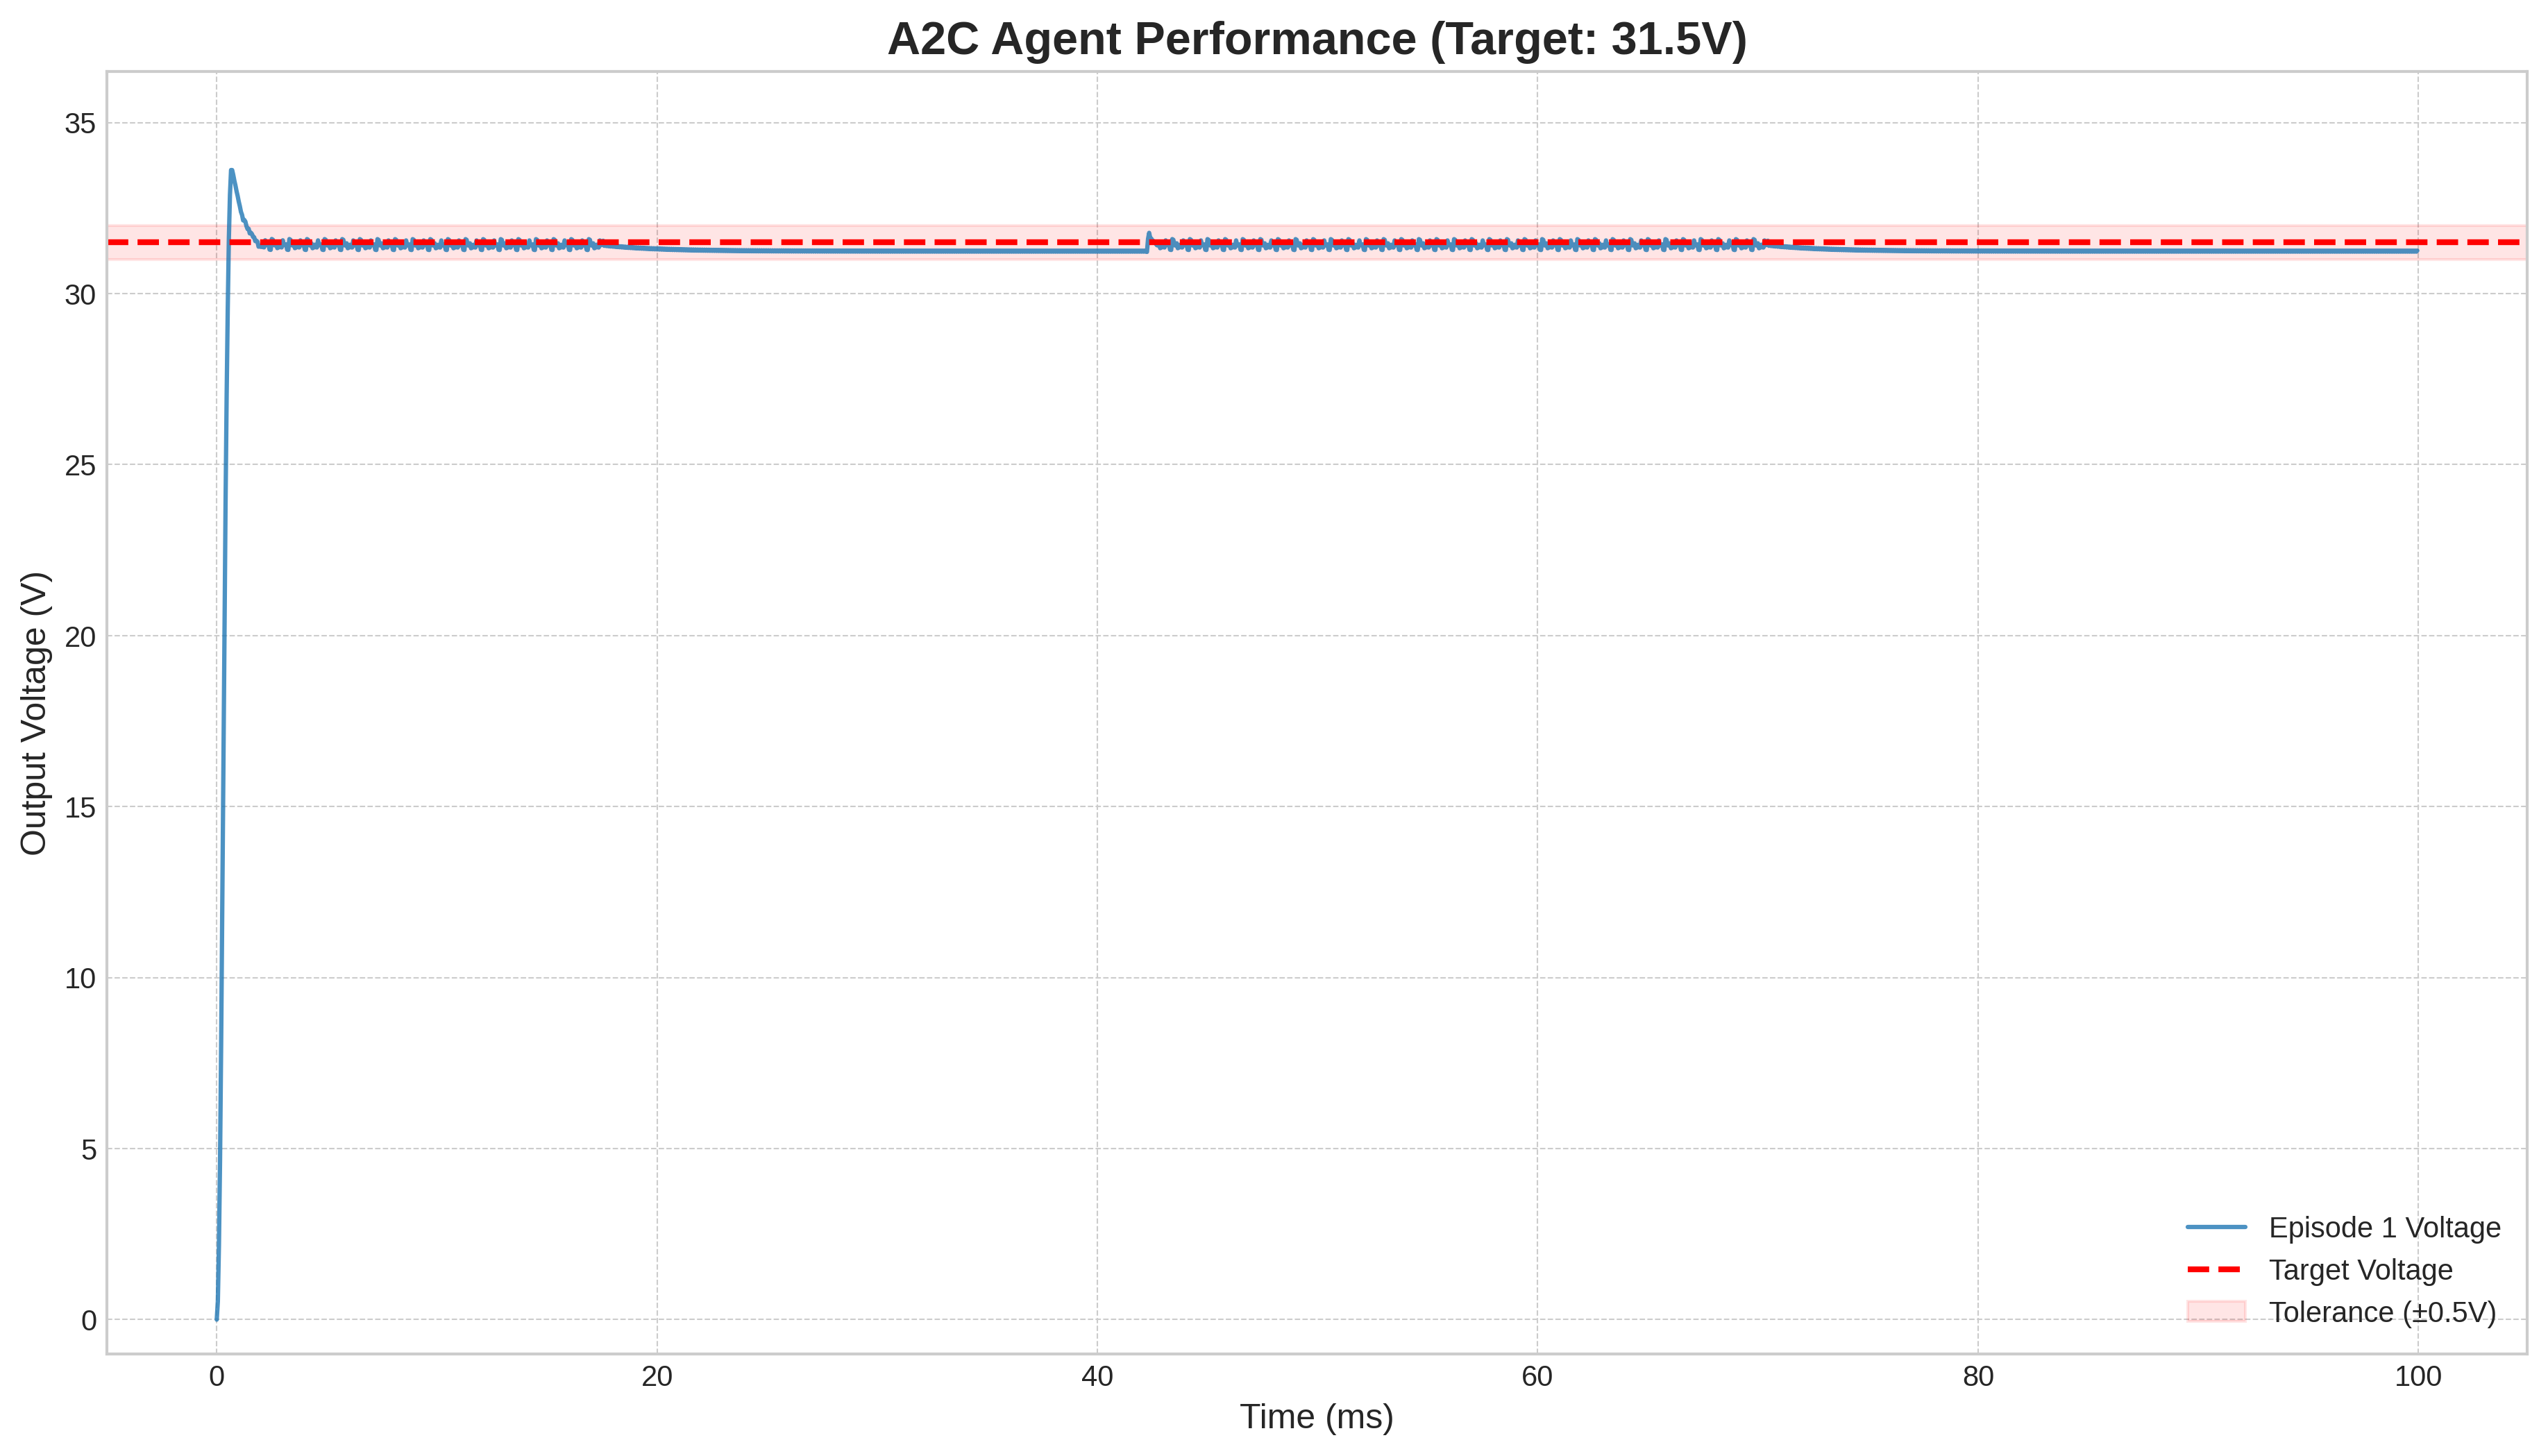 A2C Agent Performance (Target: 31.5V)
Output Voltage (V)
35
30
25
20
15
10
5
0
0 20 40 60 80 100
Time (ms)
Episode 1 Voltage
Target Voltage
Tolerance (±0.5V)